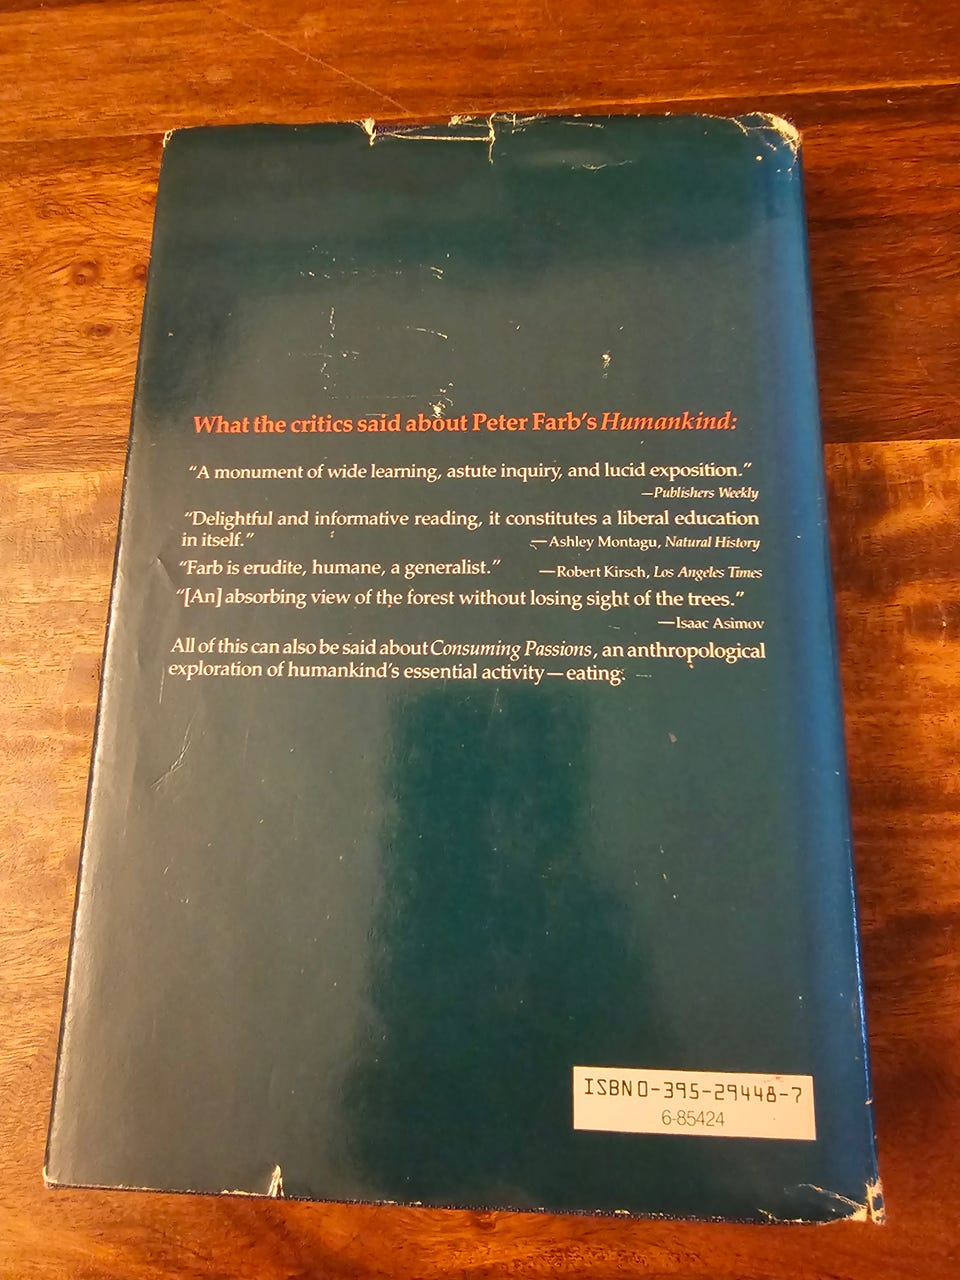 What the critics said about Peter Farb's Humankind:
“A monument of wide learning, astute inquiry, and lucid exposition.”
—Publishers Weekly
“Delightful and informative reading, it constitutes a liberal education
in itself.” —Ashley Montagu, Natural History
“Farb is erudite, humane, a generalist.” —Robert Kirsch, Los Angeles Times
“[An] absorbing view of the forest without losing sight of the trees.”
—Isaac Asimov
All of this can also be said about Consuming Passions, an anthropological
exploration of humankind's essential activity—eating.
ISBN 0-395-29448-7
6-85424